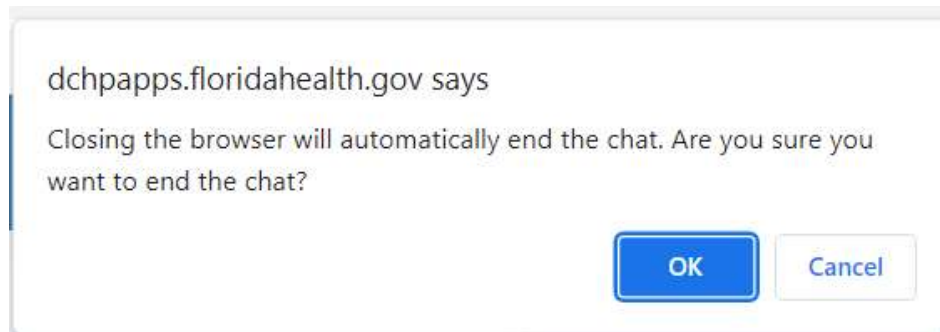 dchpapps.floridahealth.gov says
Closing the browser will automatically end the chat. Are you sure you
want to end the chat?
OK
Cancel